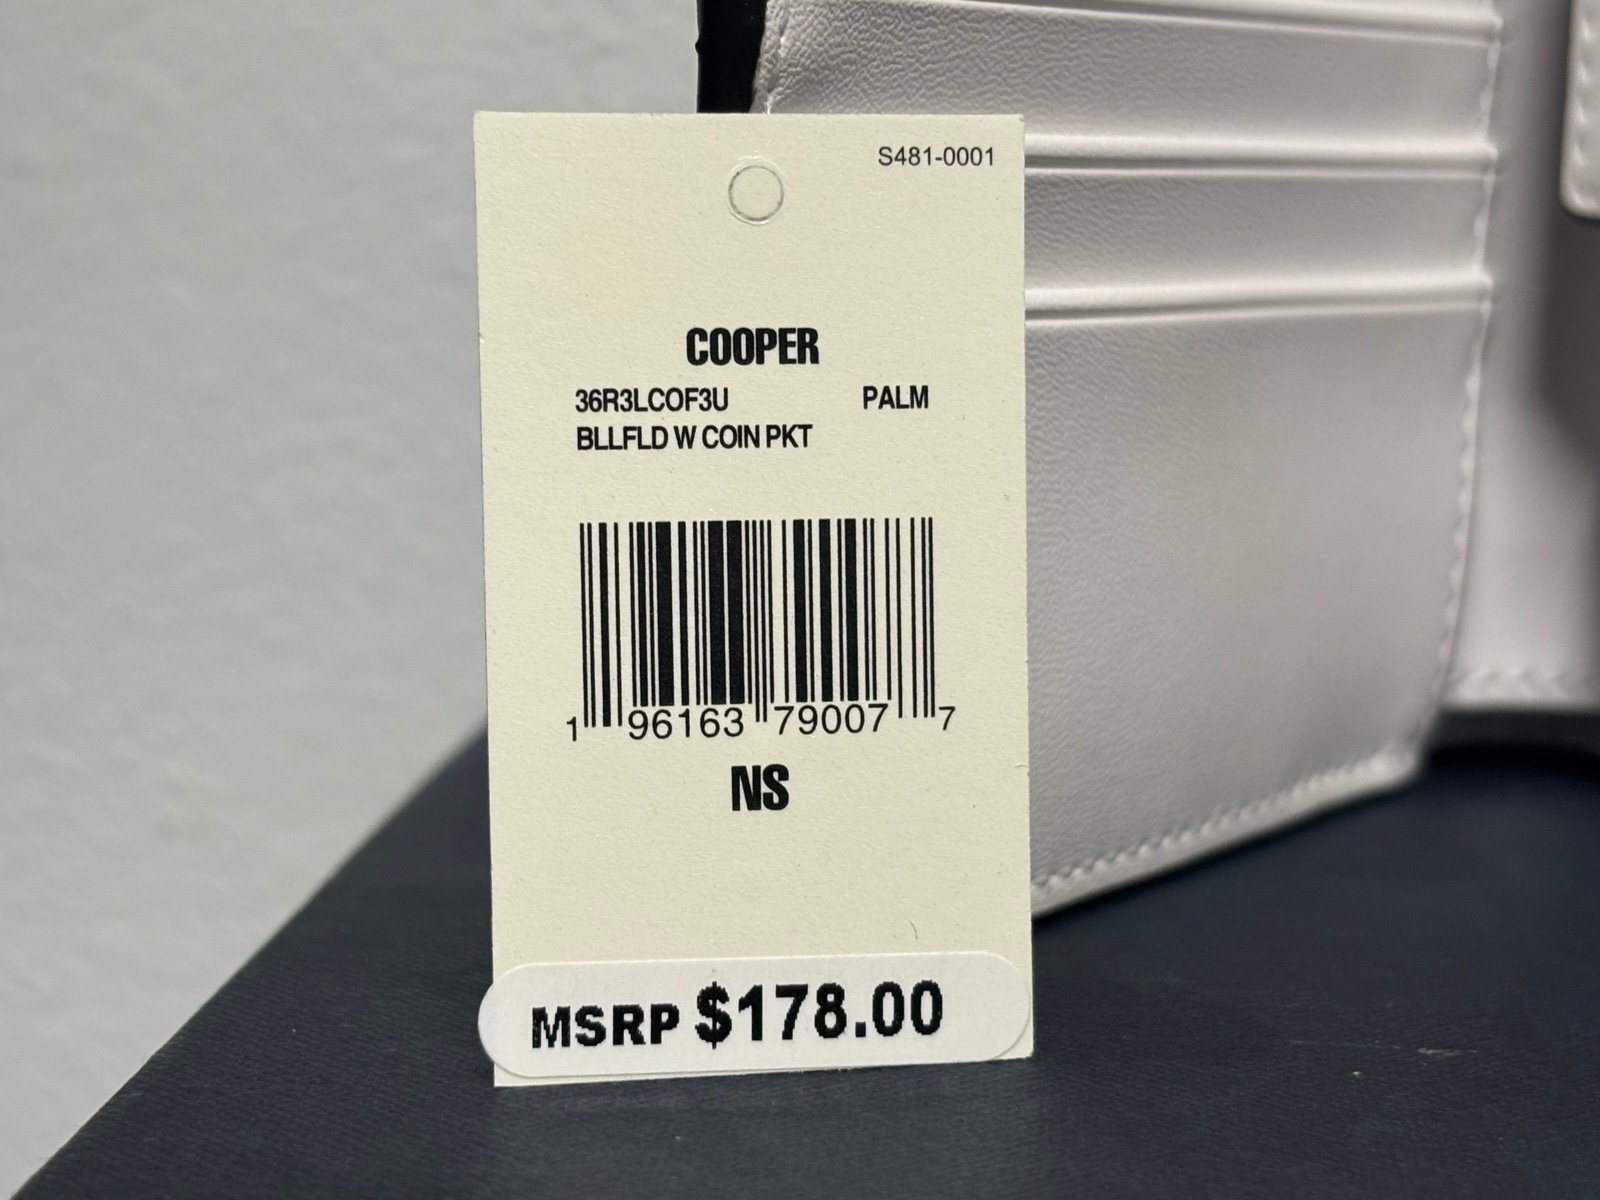 S481-0001
COOPER
36R3LCOF3U PALM
BLLFLD W COIN PKT
1 96163 79007 7
NS
MSRP $178.00